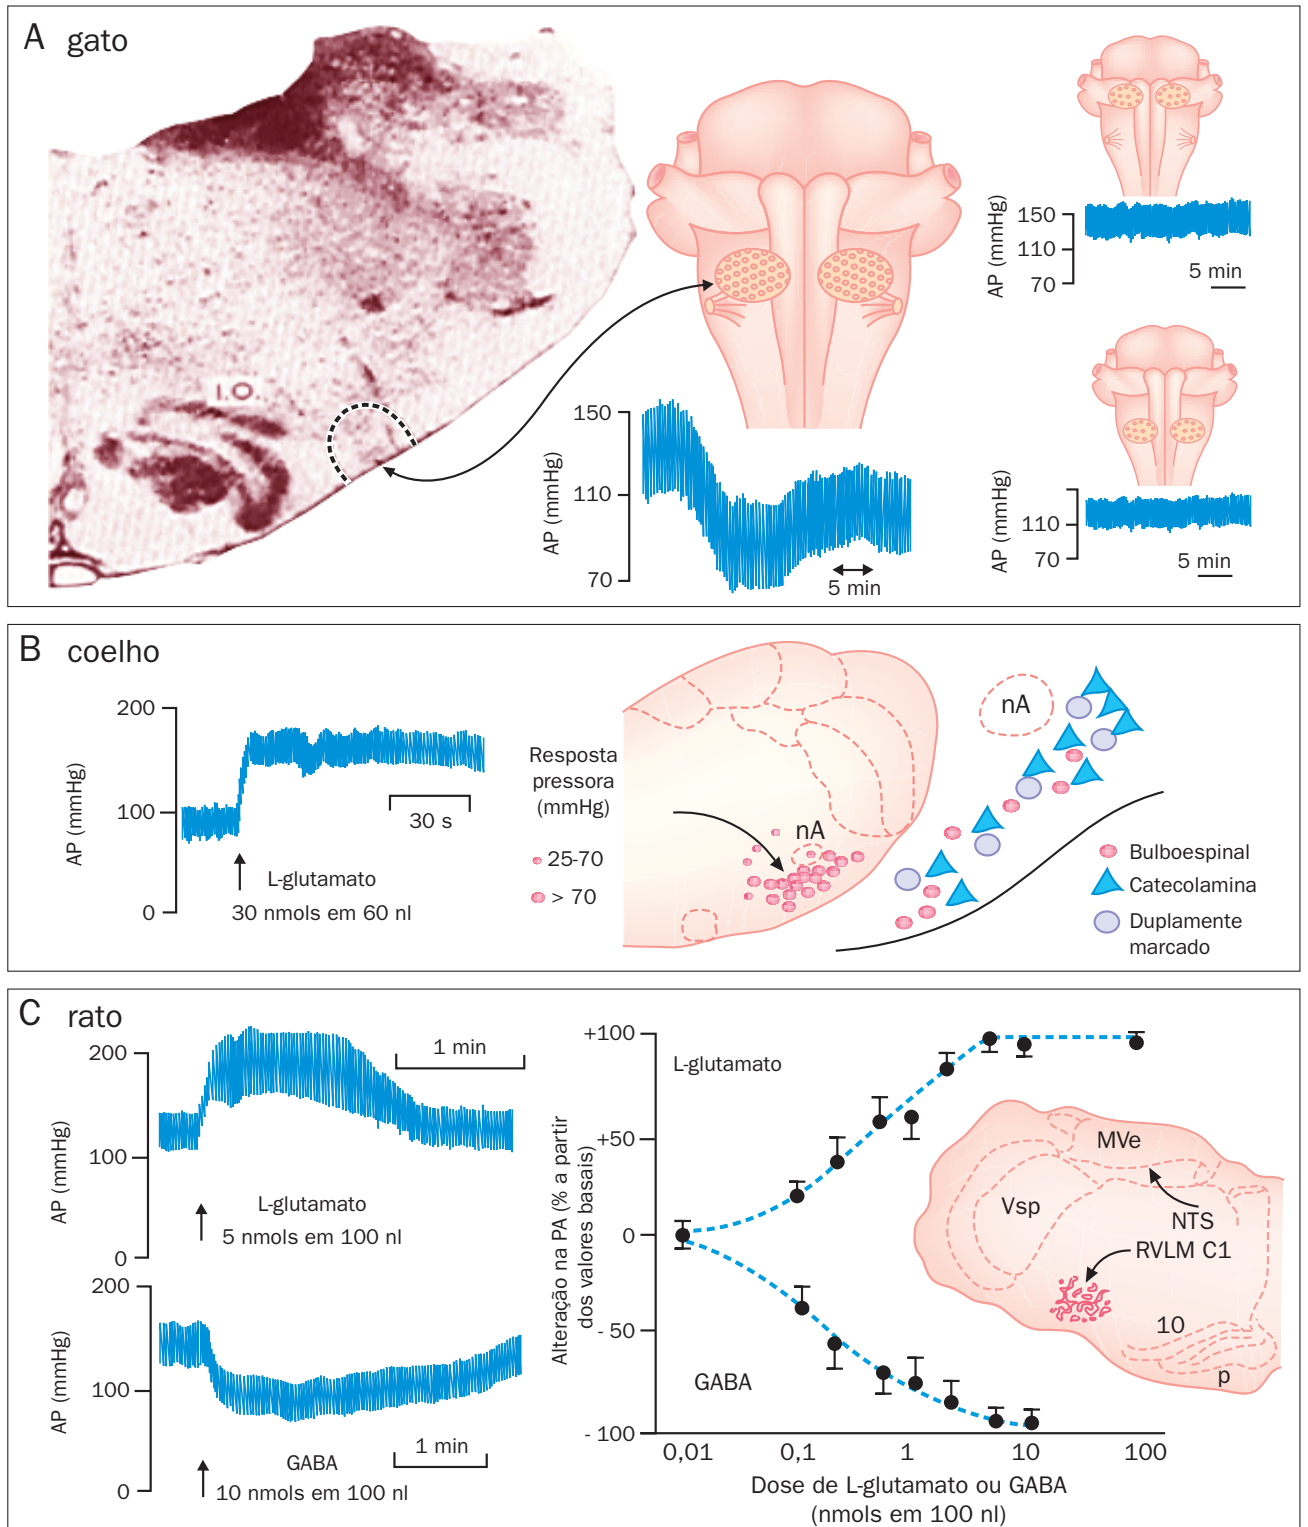 A gato
I.O.
AP (mmHg)
150
110
70
5 min
AP (mmHg)
150
110
70
5 min
AP (mmHg)
110
70
5 min
B coelho
AP (mmHg)
200
100
0
30 s
L-glutamato
30 nmols em 60 nl
Resposta
pressora
(mmHg)
25-70
> 70
nA
nA
Bulboespinal
Catecolamina
Duplamente
marcado
C rato
AP (mmHg)
200
100
0
1 min
L-glutamato
5 nmols em 100 nl
AP (mmHg)
150
100
0
1 min
GABA
10 nmols em 100 nl
Alteração na PA (% a partir
dos valores basais)
+100
+50
0
- 50
- 100
L-glutamato
GABA
0,01 0,1 1 10 100
Dose de L-glutamato ou GABA
(nmols em 100 nl)
MVe
Vsp
NTS
RVLM C1
10
p